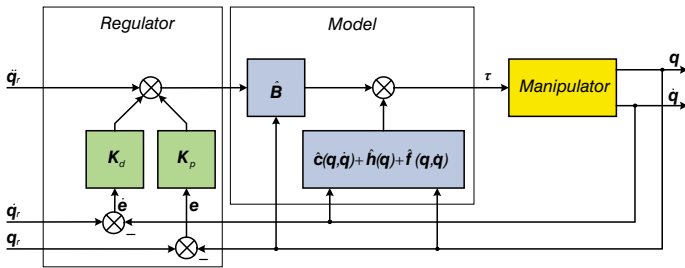 Regulator
Model
q̈r
B̂
τ
Manipulator
q
q̇
Kd
Kp
ĉ(q,q̇)+ĥ(q)+f̂(q,q̇)
ė
e
q̇r
−
qr
−